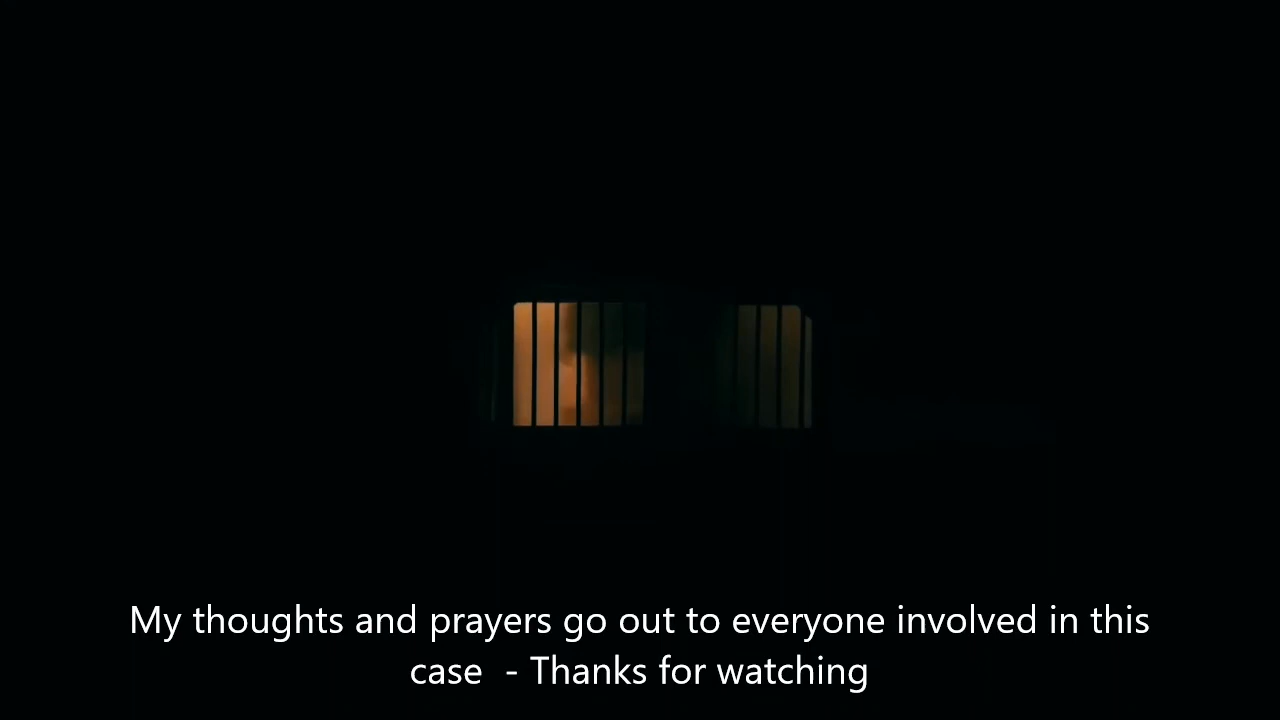 My thoughts and prayers go out to everyone involved in this
case  - Thanks for watching